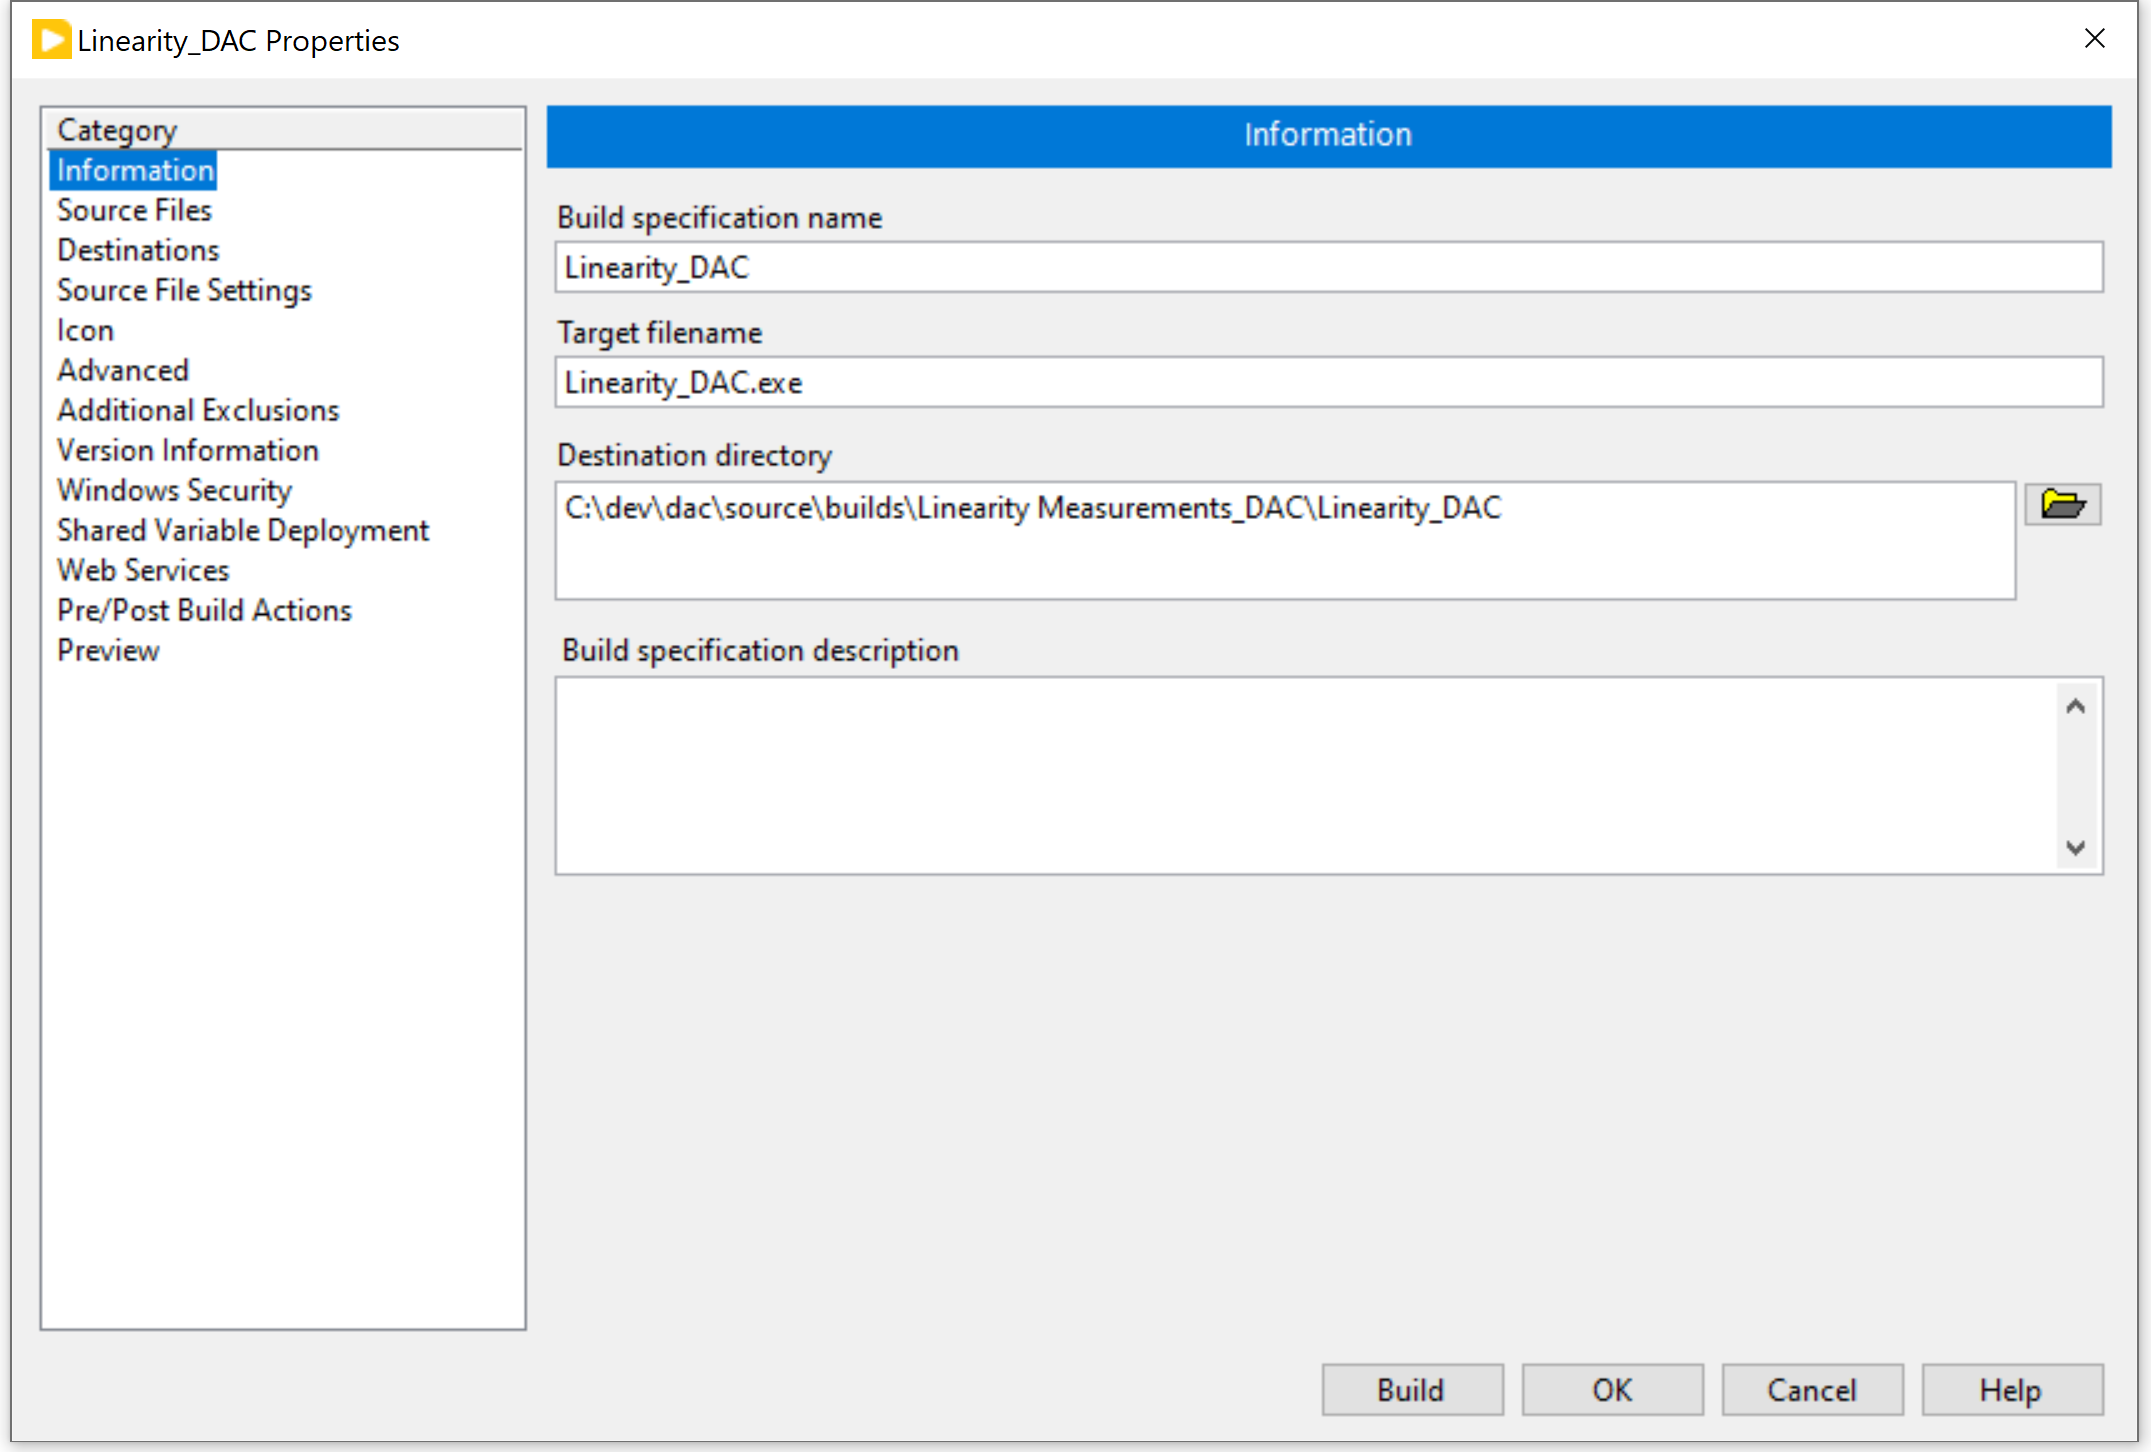 Linearity_DAC Properties
Category
Information
Source Files
Destinations
Source File Settings
Icon
Advanced
Additional Exclusions
Version Information
Windows Security
Shared Variable Deployment
Web Services
Pre/Post Build Actions
Preview
Information
Build specification name
Linearity_DAC
Target filename
Linearity_DAC.exe
Destination directory
C:\dev\dac\source\builds\Linearity Measurements_DAC\Linearity_DAC
Build specification description
Build
OK
Cancel
Help